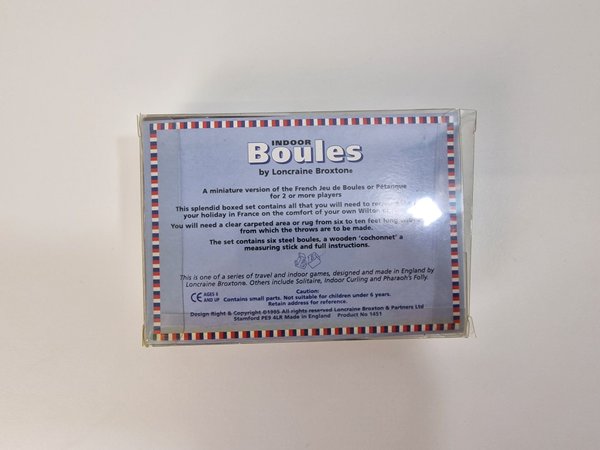 INDOOR
Boules
by Loncraine Broxton®
A miniature version of the French Jeu de Boules or Pétanque
for 2 or more players
This splendid boxed set contains all that you will need to
your holiday in France on the comfort of your own Wilton
You will need a clear carpeted area or rug from six to ten feet long
from which the throws are to be made.
The set contains six steel boules, a wooden 'cochonnet' a
measuring stick and full instructions.
This is one of a series of travel and indoor games, designed and made in England by
Loncraine Broxton®. Others include Solitaire, Indoor Curling and Pharaoh's Folly.
Caution:
CE AGES 6 AND UP Contains small parts. Not suitable for children under 6 years.
Retain address for reference.
Design Right & Copyright ©1995 All rights reserved Loncraine Broxton & Partners Ltd
Stamford PE9 4LR Made in England Product No 1451